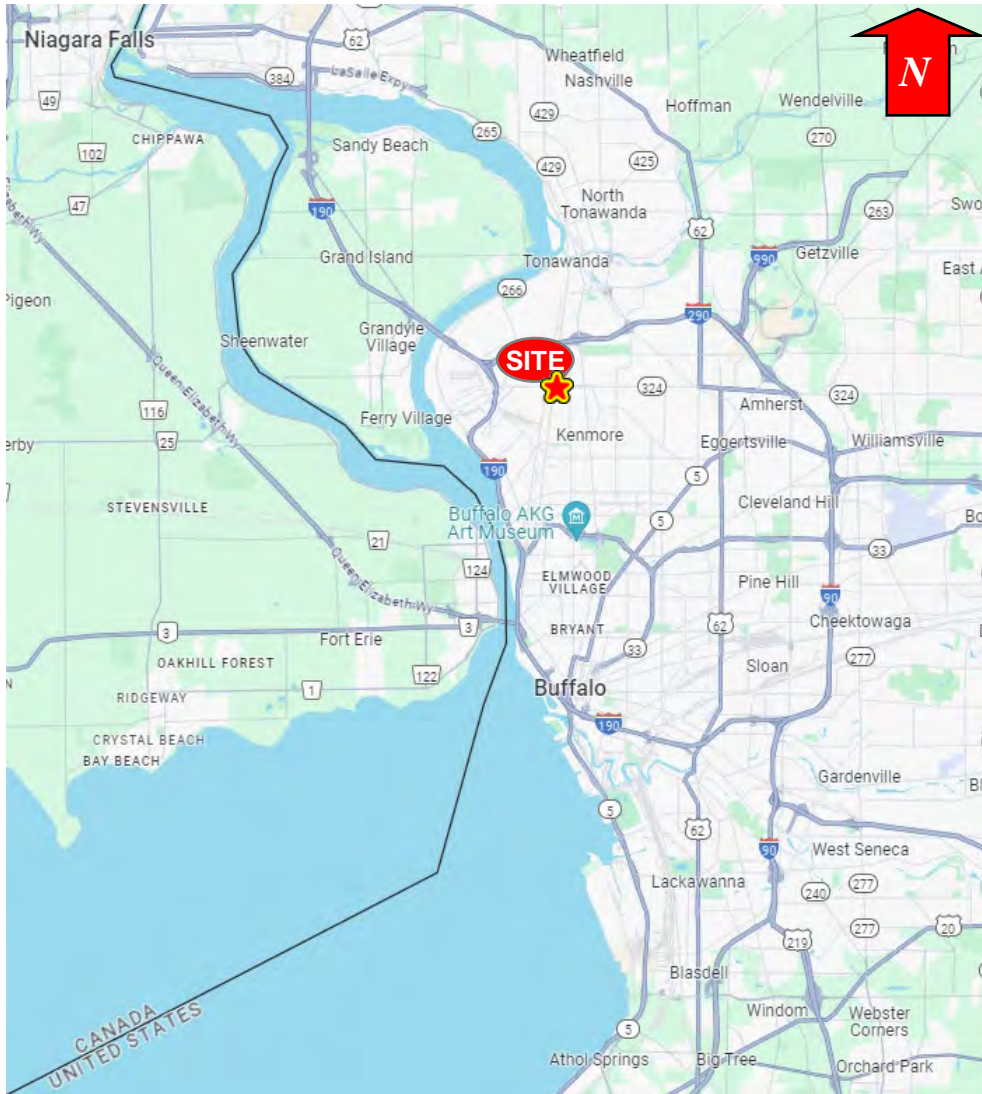 Niagara Falls
62
Wheatfield
Nashville
N
384
LaSalle Expy
49
429
Hoffman
Wendelville
CHIPPAWA
265
270
102
Sandy Beach
429
425
47
190
North
Tonawanda
263
62
Grand Island
Tonawanda
990
Getzville
East
Pigeon
266
290
Sheenwater
Grandyle
Village
SITE
324
Queen Elizabeth Wy
116
Amherst
324
Ferry Village
25
Kenmore
Eggertsville
Williamsville
190
5
STEVENSVILLE
Cleveland Hill
Buffalo AKG
Art Museum
5
21
33
Queen Elizabeth Wy
124
ELMWOOD
VILLAGE
Pine Hill
90
3
Fort Erie
3
BRYANT
62
Cheektowaga
33
OAKHILL FOREST
277
122
Sloan
1
RIDGEWAY
Buffalo
190
CRYSTAL BEACH
BAY BEACH
Gardenville
5
62
90
West Seneca
Lackawanna
240
277
277
20
219
Blasdell
CANADA
UNITED STATES
Windom
Webster
Corners
5
Athol Springs
Big Tree
Orchard Park